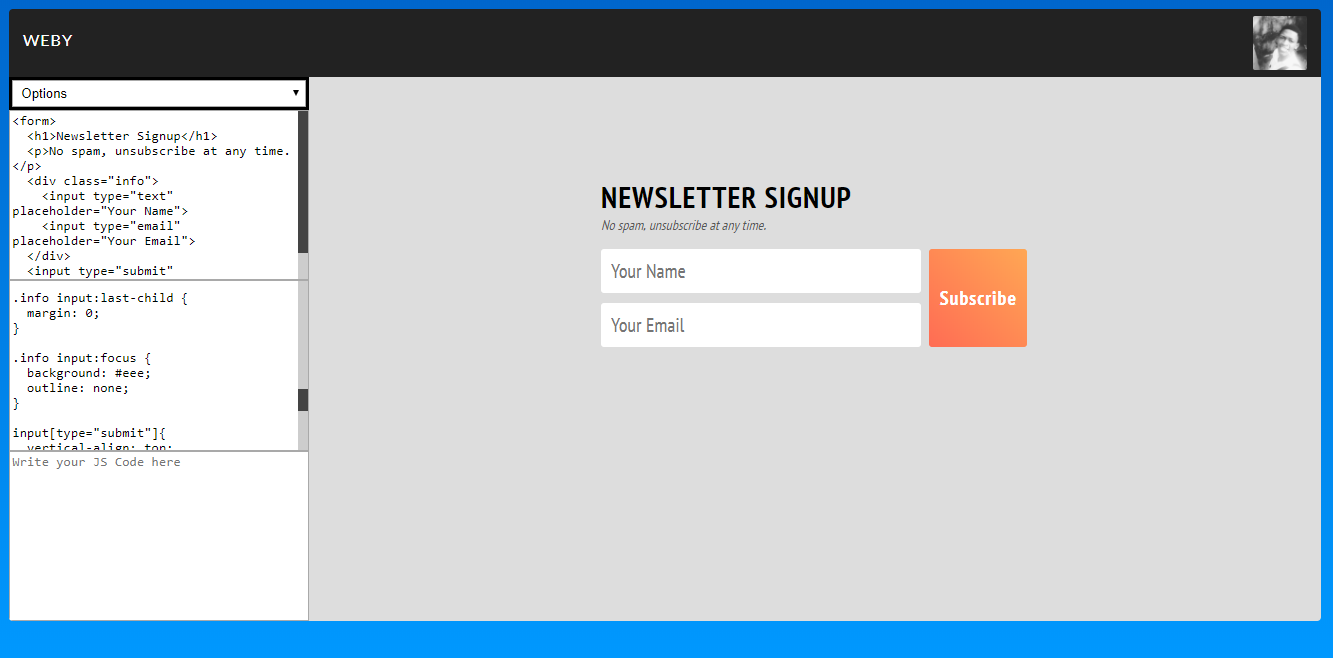 WEBY
Options
<form>
  <h1>Newsletter Signup</h1>
  <p>No spam, unsubscribe at any time.
</p>
  <div class="info">
    <input type="text"
placeholder="Your Name">
    <input type="email"
placeholder="Your Email">
  </div>
  <input type="submit"
.info input:last-child {
  margin: 0;
}
.info input:focus {
  background: #eee;
  outline: none;
}
input[type="submit"]{
  vertical-align: top;
Write your JS Code here
NEWSLETTER SIGNUP
No spam, unsubscribe at any time.
Your Name
Your Email
Subscribe